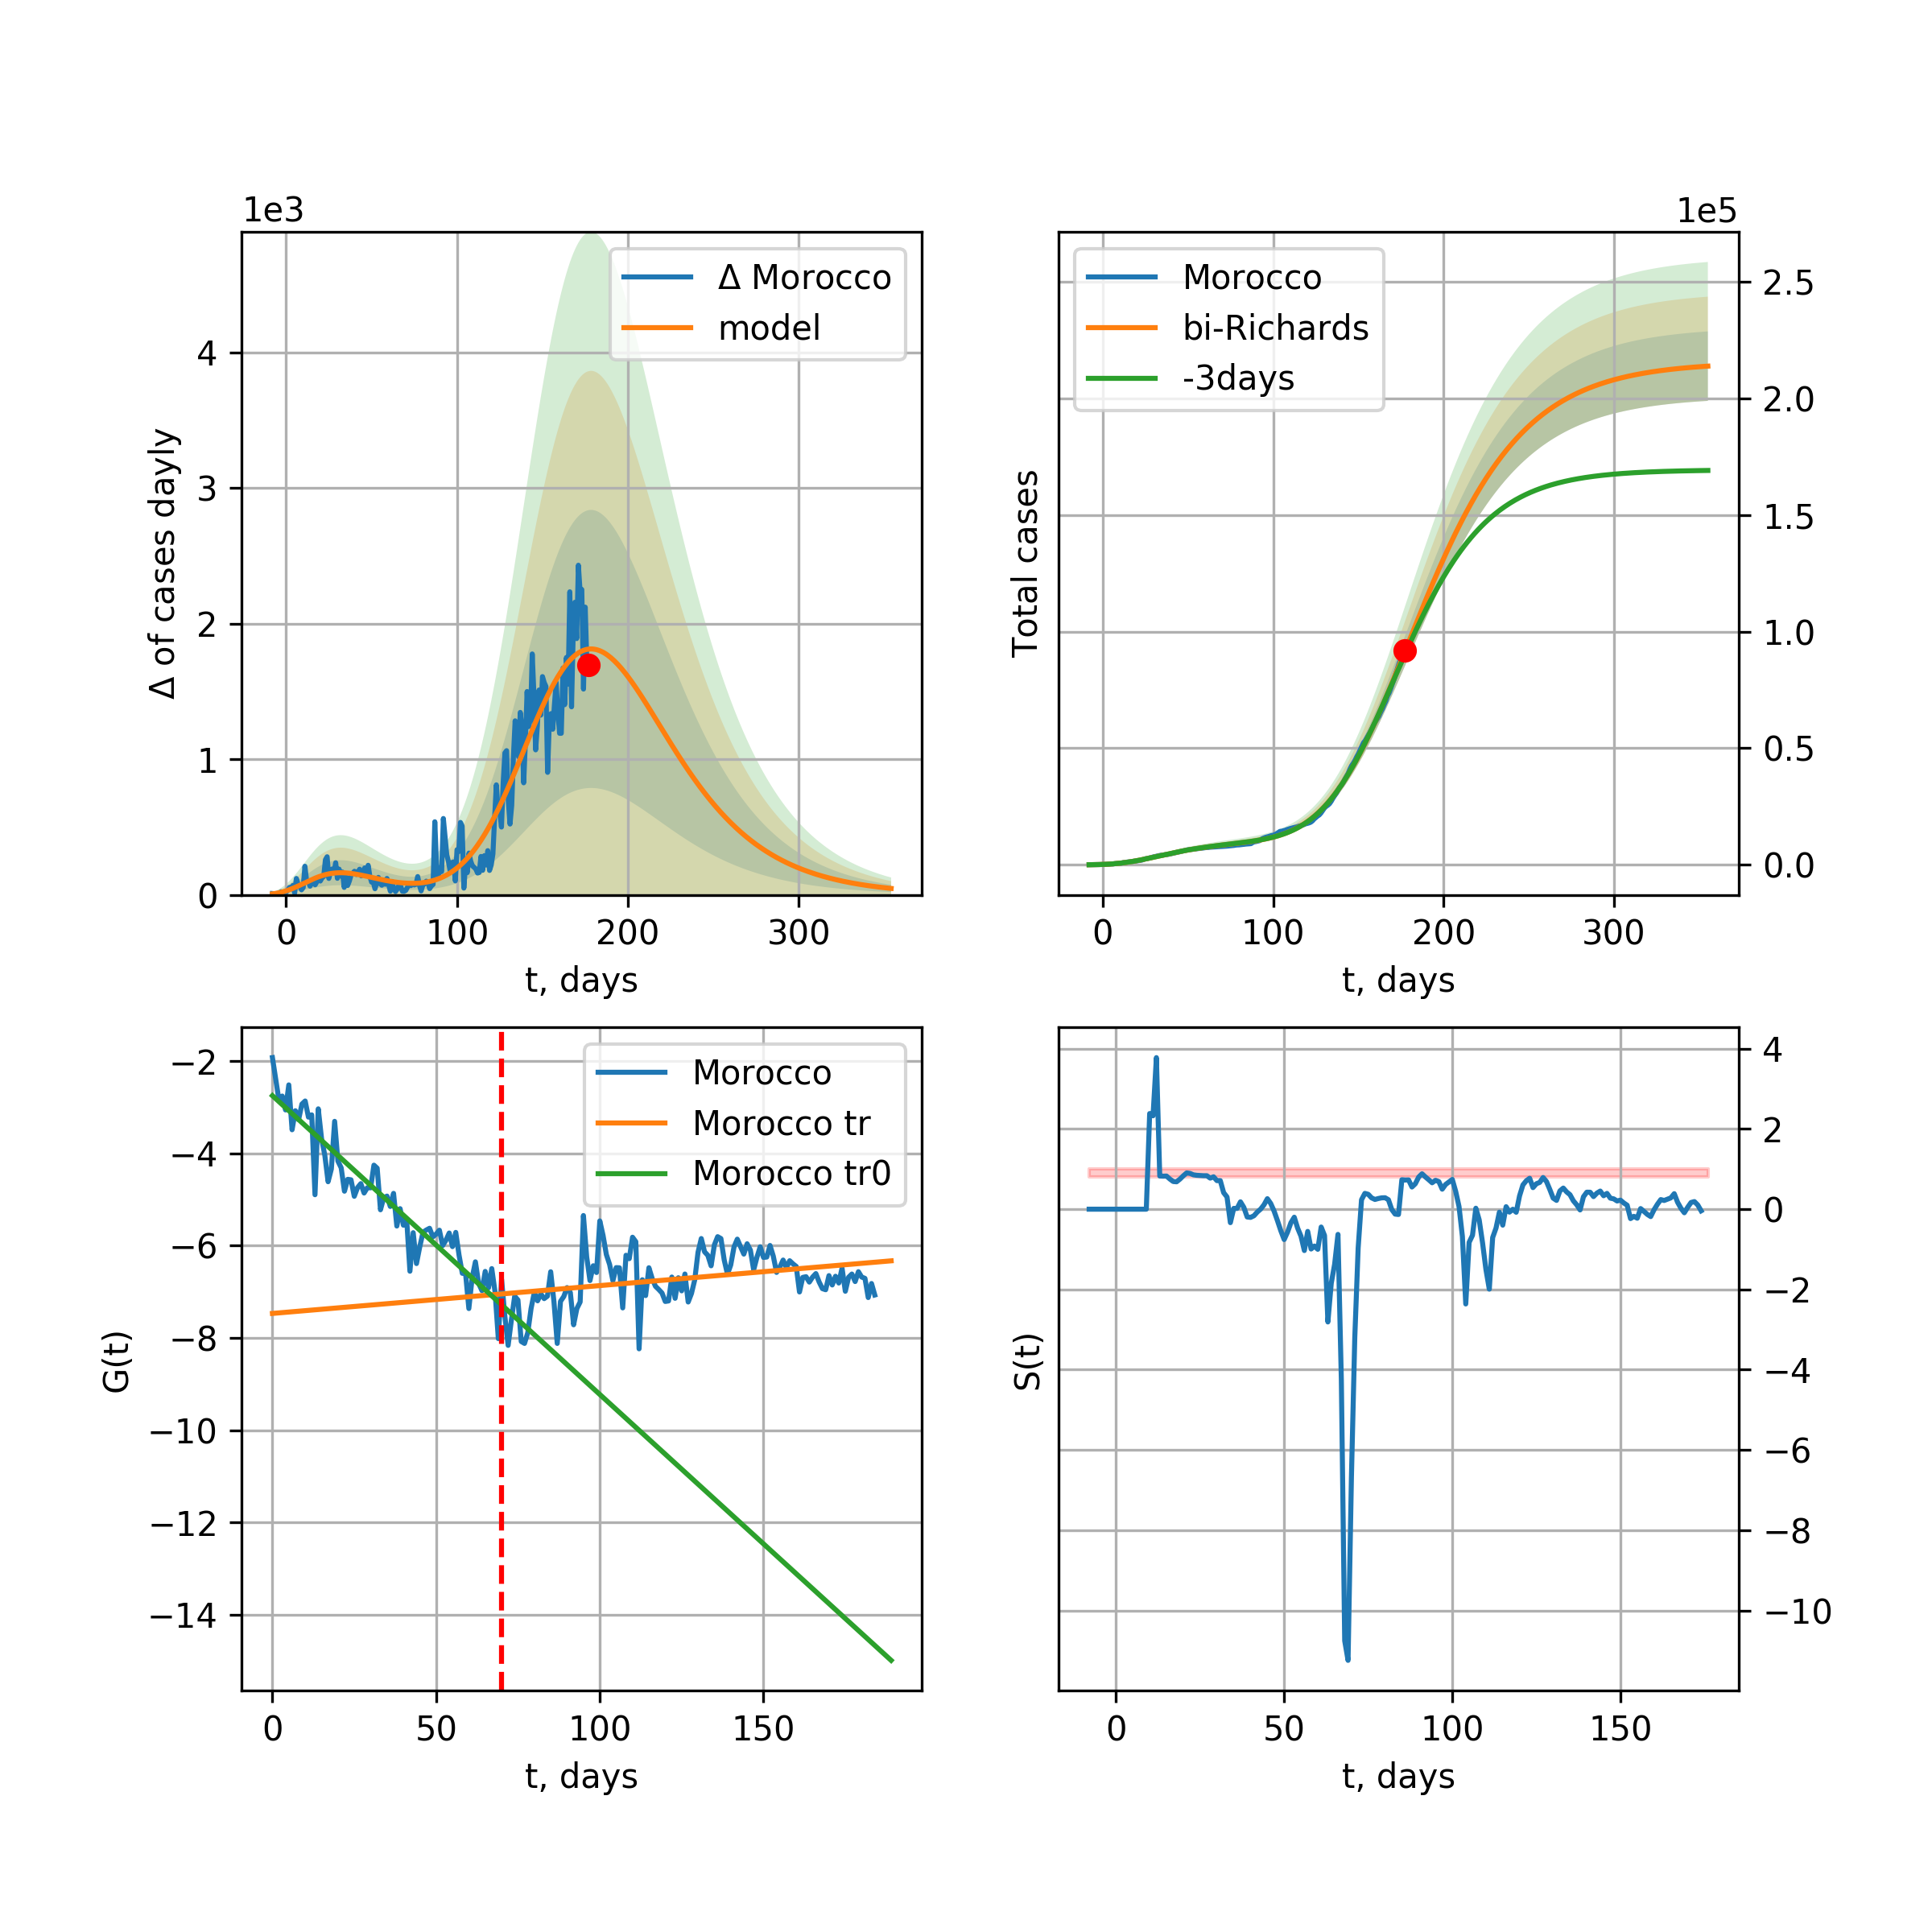 1e3
Δ of cases dayly
4
3
2
1
0
0 100 200 300
t, days
Δ Morocco
model
1e5
Total cases
2.5
2.0
1.5
1.0
0.5
0.0
0 100 200 300
t, days
Morocco
bi-Richards
-3days
G(t)
−2
−4
−6
−8
−10
−12
−14
0 50 100 150
t, days
Morocco
Morocco tr
Morocco tr0
S(t)
4
2
0
−2
−4
−6
−8
−10
0 50 100 150
t, days